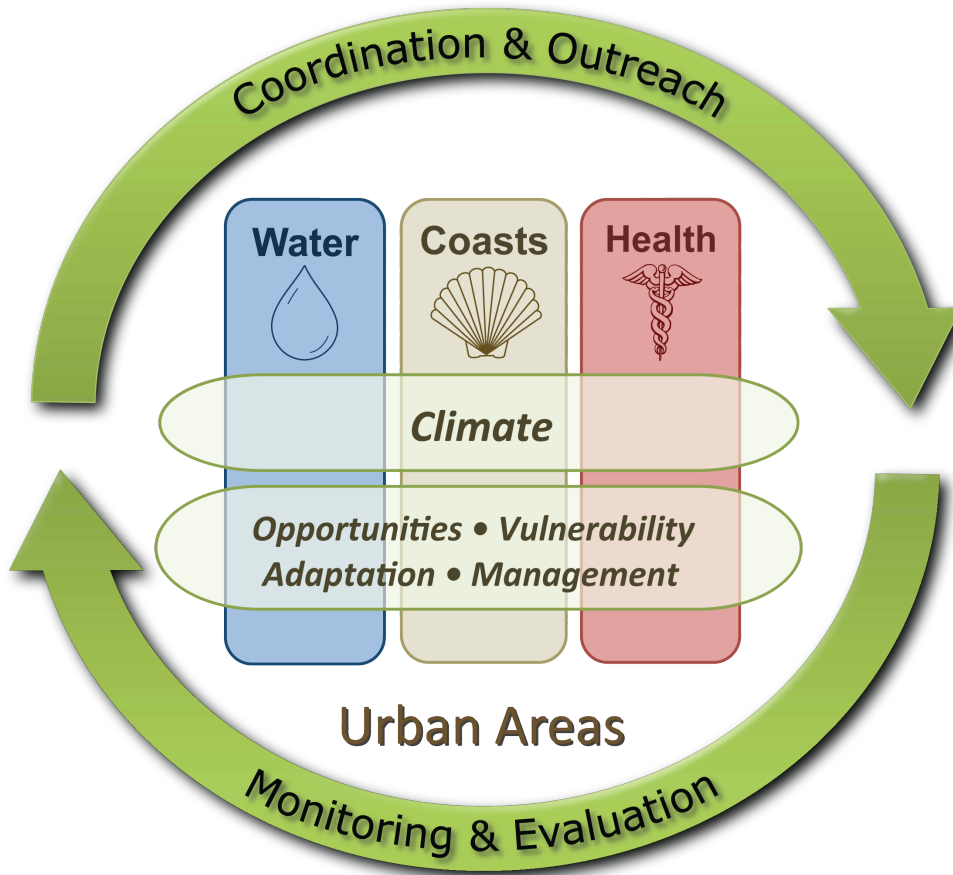 Coordination & Outreach
Water
Coasts
Health
Climate
Opportunities • Vulnerability
Adaptation • Management
Urban Areas
Monitoring & Evaluation